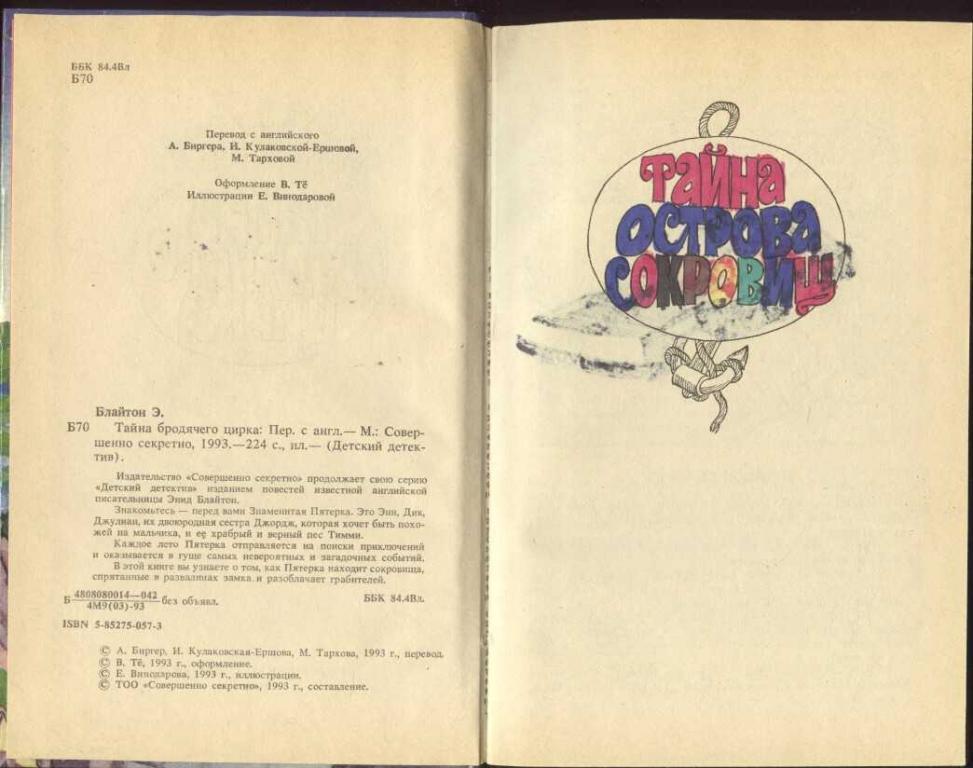 ББК 84.4Вл
Б70
Перевод с английского
А. Биргера, И. Кулаковской-Ершовой,
М. Тарховой
Оформление В. Тё
Иллюстрации Е. Винодаровой
Блайтон Э.
Б70 Тайна бродячего цирка: Пер. с англ.— М.: Совер-
шенно секретно, 1993.—224 с., ил.— (Детский детек-
тив).
Издательство «Совершенно секретно» продолжает свою серию
«Детский детектив» изданием повестей известной английской
писательницы Энид Блайтон.
Знакомьтесь — перед вами Знаменитая Пятерка. Это Энн, Дик,
Джулиан, их двоюродная сестра Джордж, которая хочет быть похо-
жей на мальчика, и ее храбрый и верный пес Тимми.
Каждое лето Пятерка отправляется на поиски приключений
и оказывается в гуще самых невероятных и загадочных событий.
В этой книге вы узнаете о том, как Пятерка находит сокровища,
спрятанные в развалинах замка и разоблачает грабителей.
Б 4808080014—042 без объявл. ББК 84.4Вл.
4М9(03)-93
ISBN 5-85275-057-3
© А. Биргер, И. Кулаковская-Ершова, М. Тархова, 1993 г., перевод.
© В. Тё, 1993 г., оформление.
© Е. Винодарова, 1993 г., иллюстрации.
© ТОО «Совершенно секретно», 1993 г., составление.
ТАЙНА
ОСТРОВА
СОКРОВИЩ